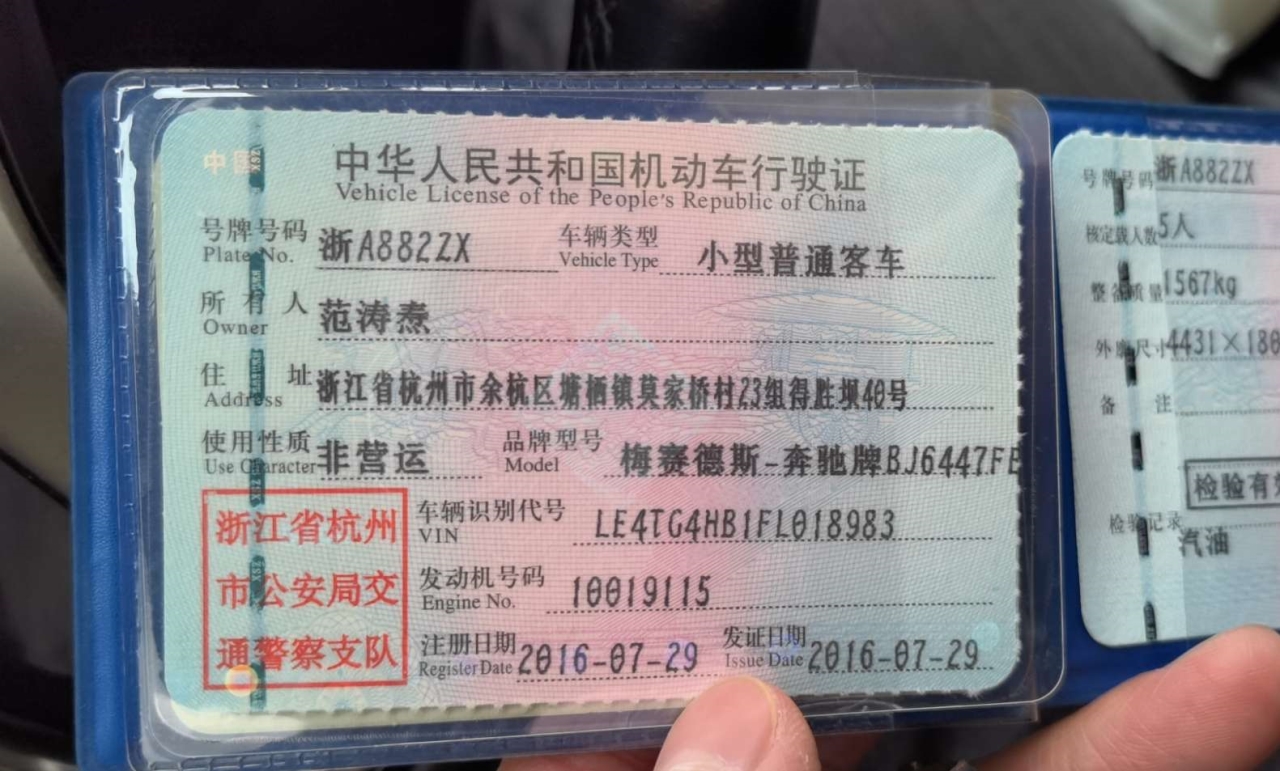 中国
中华人民共和国机动车行驶证
Vehicle License of the People's Republic of China
号牌号码 浙A882ZX 车辆类型 小型普通客车
Plate No. Vehicle Type
所有人 范涛焘
Owner
住址 浙江省杭州市余杭区塘栖镇莫家桥村23组得胜坝40号
Address
使用性质 非营运 品牌型号 梅赛德斯-奔驰牌BJ6447FE
Use Character Model
浙江省杭州
市公安局交
通警察支队
车辆识别代号 LE4TG4HB1FL018983
VIN
发动机号码 10019115
Engine No.
注册日期 2016-07-29 发证日期 2016-07-29
Register Date Issue Date
号牌号码 浙A882ZX
核定载人数 5人
整备质量 1567kg
外廓尺寸 4431×180
备注
检验有效
检验记录
汽油